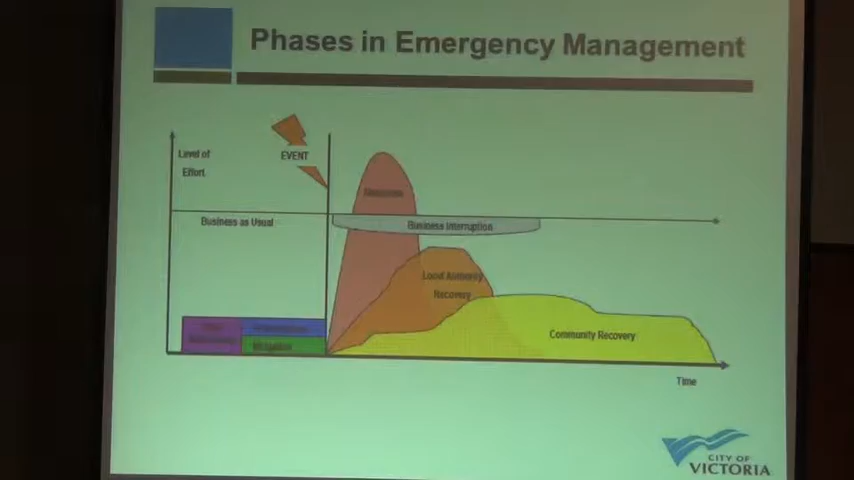 Phases in Emergency Management
Level of
Effort
EVENT
Response
Business as Usual
Business Interruption
Local Authority
Recovery
Mitigation
Community Recovery
Time
CITY OF
VICTORIA